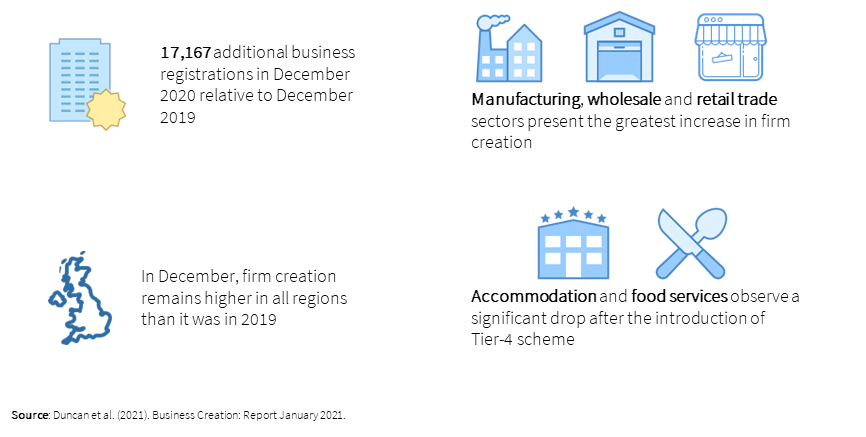 17,167 additional business
registrations in December
2020 relative to December
2019
Manufacturing, wholesale and retail trade
sectors present the greatest increase in firm
creation
In December, firm creation
remains higher in all regions
than it was in 2019
Accommodation and food services observe a
significant drop after the introduction of
Tier-4 scheme
Source: Duncan et al. (2021). Business Creation: Report January 2021.